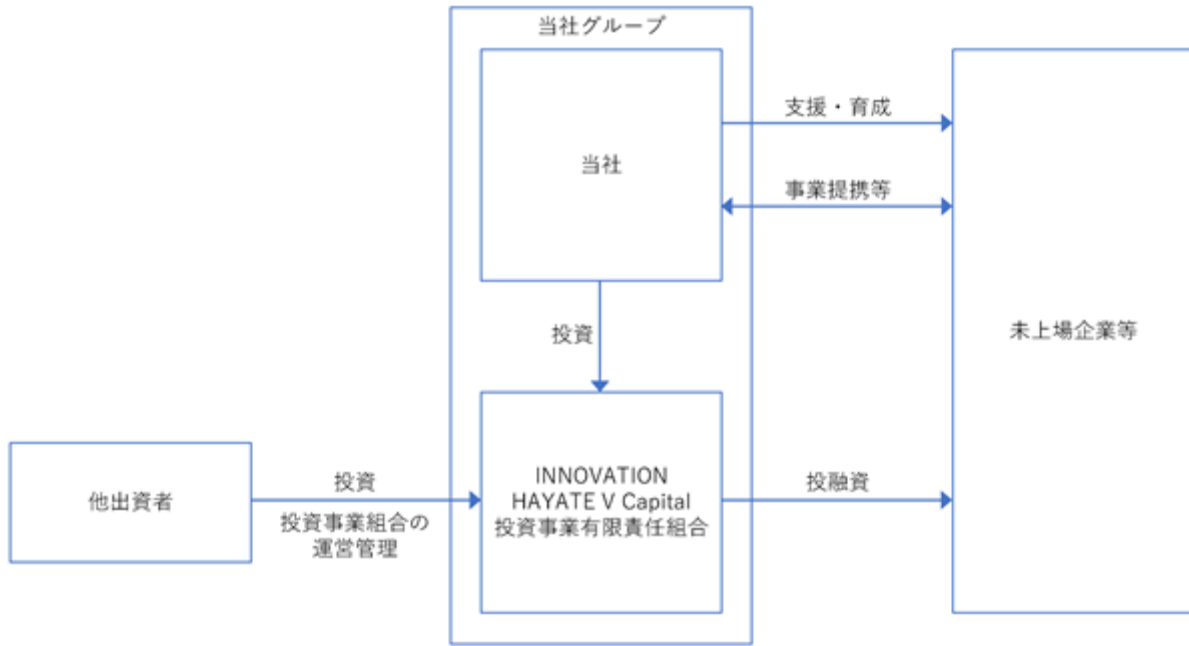 当社グループ
当社
支援・育成
事業提携等
投資
未上場企業等
他出資者
投資
投資事業組合の
運営管理
INNOVATION
HAYATE V Capital
投資事業有限責任組合
投融資